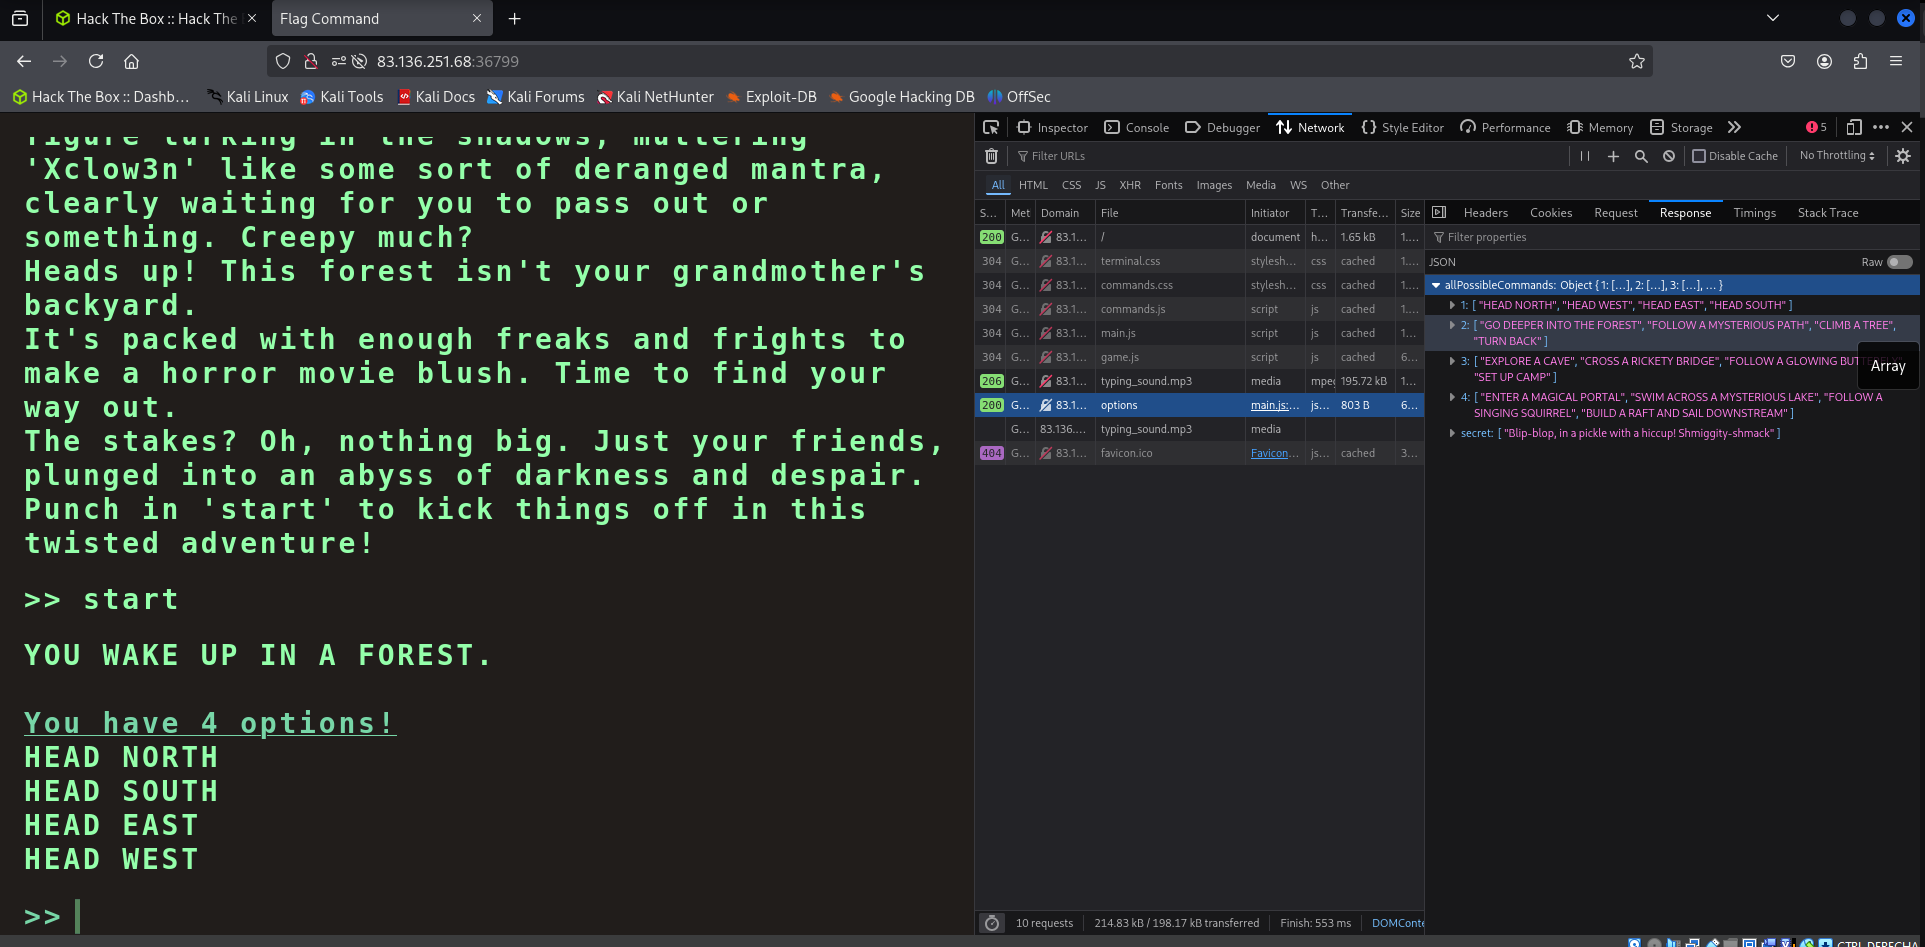 Hack The Box :: Hack The
Flag Command
83.136.251.68:36799
Hack The Box :: Dashb…
Kali Linux
Kali Tools
Kali Docs
Kali Forums
Kali NetHunter
Exploit-DB
Google Hacking DB
OffSec
figure lurking in the shadows, muttering
'Xclow3n' like some sort of deranged mantra,
clearly waiting for you to pass out or
something. Creepy much?
Heads up! This forest isn't your grandmother's
backyard.
It's packed with enough freaks and frights to
make a horror movie blush. Time to find your
way out.
The stakes? Oh, nothing big. Just your friends,
plunged into an abyss of darkness and despair.
Punch in 'start' to kick things off in this
twisted adventure!
>> start
YOU WAKE UP IN A FOREST.
You have 4 options!
HEAD NORTH
HEAD SOUTH
HEAD EAST
HEAD WEST
>>
Inspector Console Debugger Network Style Editor Performance Memory Storage 5
Filter URLs
Disable Cache No Throttling
All HTML CSS JS XHR Fonts Images Media WS Other
S… Met Domain File Initiator T… Transfe… Size
200 G… 83.1… / document h… 1.65 kB 1.…
304 G… 83.1… terminal.css stylesh… css cached 1.…
304 G… 83.1… commands.css stylesh… css cached 1.…
304 G… 83.1… commands.js script js cached 1.…
304 G… 83.1… main.js script js cached 1…
304 G… 83.1… game.js script js cached 6…
206 G… 83.1… typing_sound.mp3 media mpeg 195.72 kB 1…
200 G… 83.1… options main.js:… js… 803 B 6…
G… 83.136.… typing_sound.mp3 media
404 G… 83.1… favicon.ico Favicon… js… cached 3…
10 requests 214.83 kB / 198.17 kB transferred Finish: 553 ms DOMConte
Headers Cookies Request Response Timings Stack Trace
Filter properties
JSON Raw
allPossibleCommands: Object { 1: […], 2: […], 3: […], … }
1: [ "HEAD NORTH", "HEAD WEST", "HEAD EAST", "HEAD SOUTH" ]
2: [ "GO DEEPER INTO THE FOREST", "FOLLOW A MYSTERIOUS PATH", "CLIMB A TREE",
"TURN BACK" ]
3: [ "EXPLORE A CAVE", "CROSS A RICKETY BRIDGE", "FOLLOW A GLOWING BUTTERFLY",
"SET UP CAMP" ]
Array
4: [ "ENTER A MAGICAL PORTAL", "SWIM ACROSS A MYSTERIOUS LAKE", "FOLLOW A
SINGING SQUIRREL", "BUILD A RAFT AND SAIL DOWNSTREAM" ]
secret: [ "Blip-blop, in a pickle with a hiccup! Shmiggity-shmack" ]
CTRL DERECHA